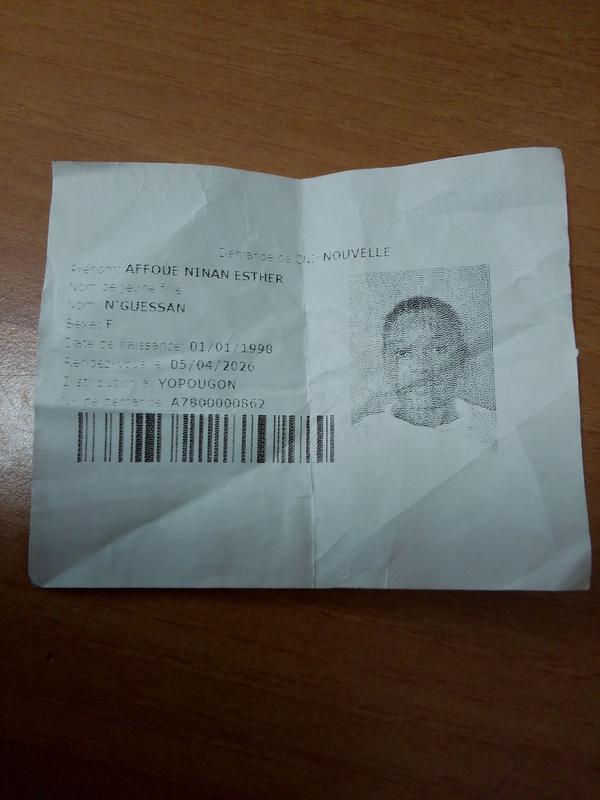 Demande de CNI: NOUVELLE
Prénom: AFFOUE NINAN ESTHER
Nom de jeune fille
Nom: N'GUESSAN
Sexe: F
Date de naissance: 01/01/1998
Rendez-vous le: 05/04/2026
Distribution à: YOPOUGON
N° de demande: A7800000862